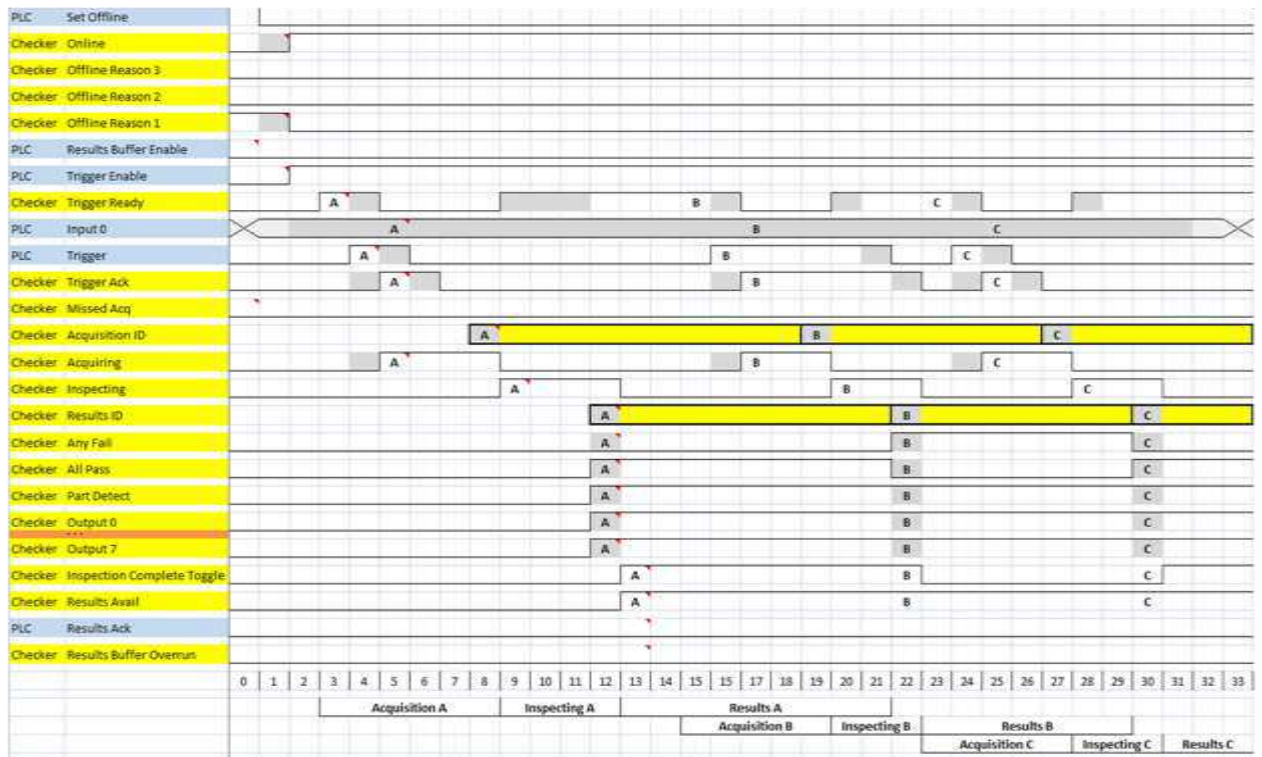 PLC Set Offline
Checker Online
Checker Offline Reason 3
Checker Offline Reason 2
Checker Offline Reason 1
PLC Results Buffer Enable
PLC Trigger Enable
Checker Trigger Ready A B C
PLC Input 0 A B C
PLC Trigger A B C
Checker Trigger Ack A B C
Checker Missed Acq
Checker Acquisition ID A B C
Checker Acquiring A B C
Checker Inspecting A B C
Checker Results ID A B C
Checker Any Fail A B C
Checker All Pass A B C
Checker Part Detect A B C
Checker Output 0 A B C
...
Checker Output 7 A B C
Checker Inspection Complete Toggle A B C
Checker Results Avail A B C
PLC Results Ack
Checker Results Buffer Overrun
0 1 2 3 4 5 6 7 8 9 10 11 12 13 14 15 15 17 18 19 20 21 22 23 24 25 26 27 28 29 30 31 32 33
Acquisition A Inspecting A Results A
Acquisition B Inspecting B Results B
Acquisition C Inspecting C Results C